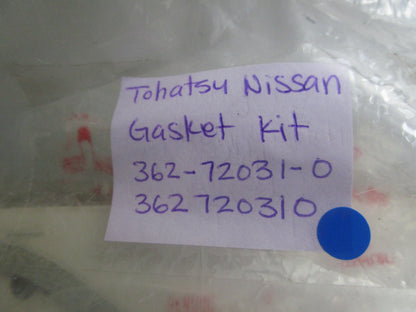 Tohatsu Nissan
Gasket Kit
362-72031-0
362720310